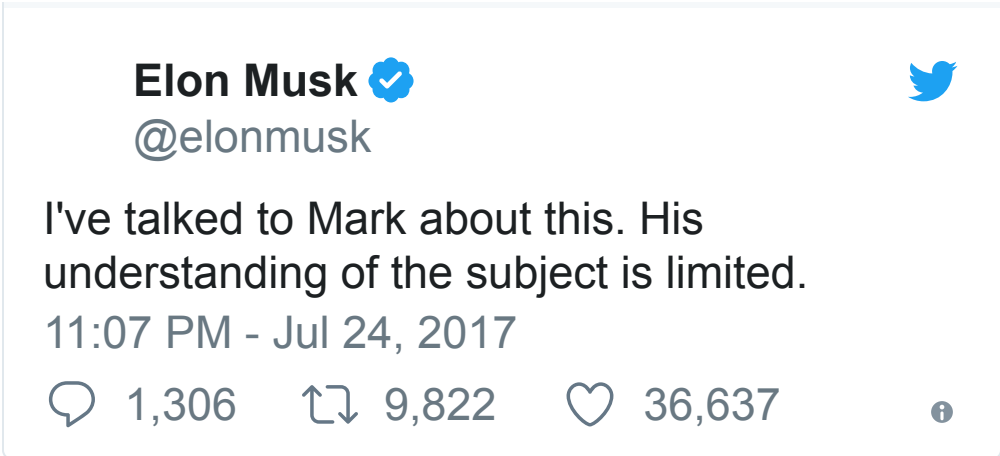 Elon Musk
@elonmusk
I've talked to Mark about this. His
understanding of the subject is limited.
11:07 PM - Jul 24, 2017
1,306 9,822 36,637